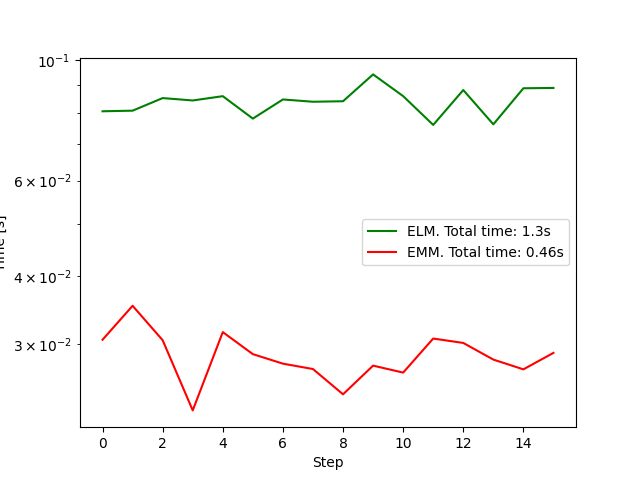 10⁻¹
6 × 10⁻²
4 × 10⁻²
3 × 10⁻²
ELM. Total time: 1.3s
EMM. Total time: 0.46s
0 2 4 6 8 10 12 14
Step